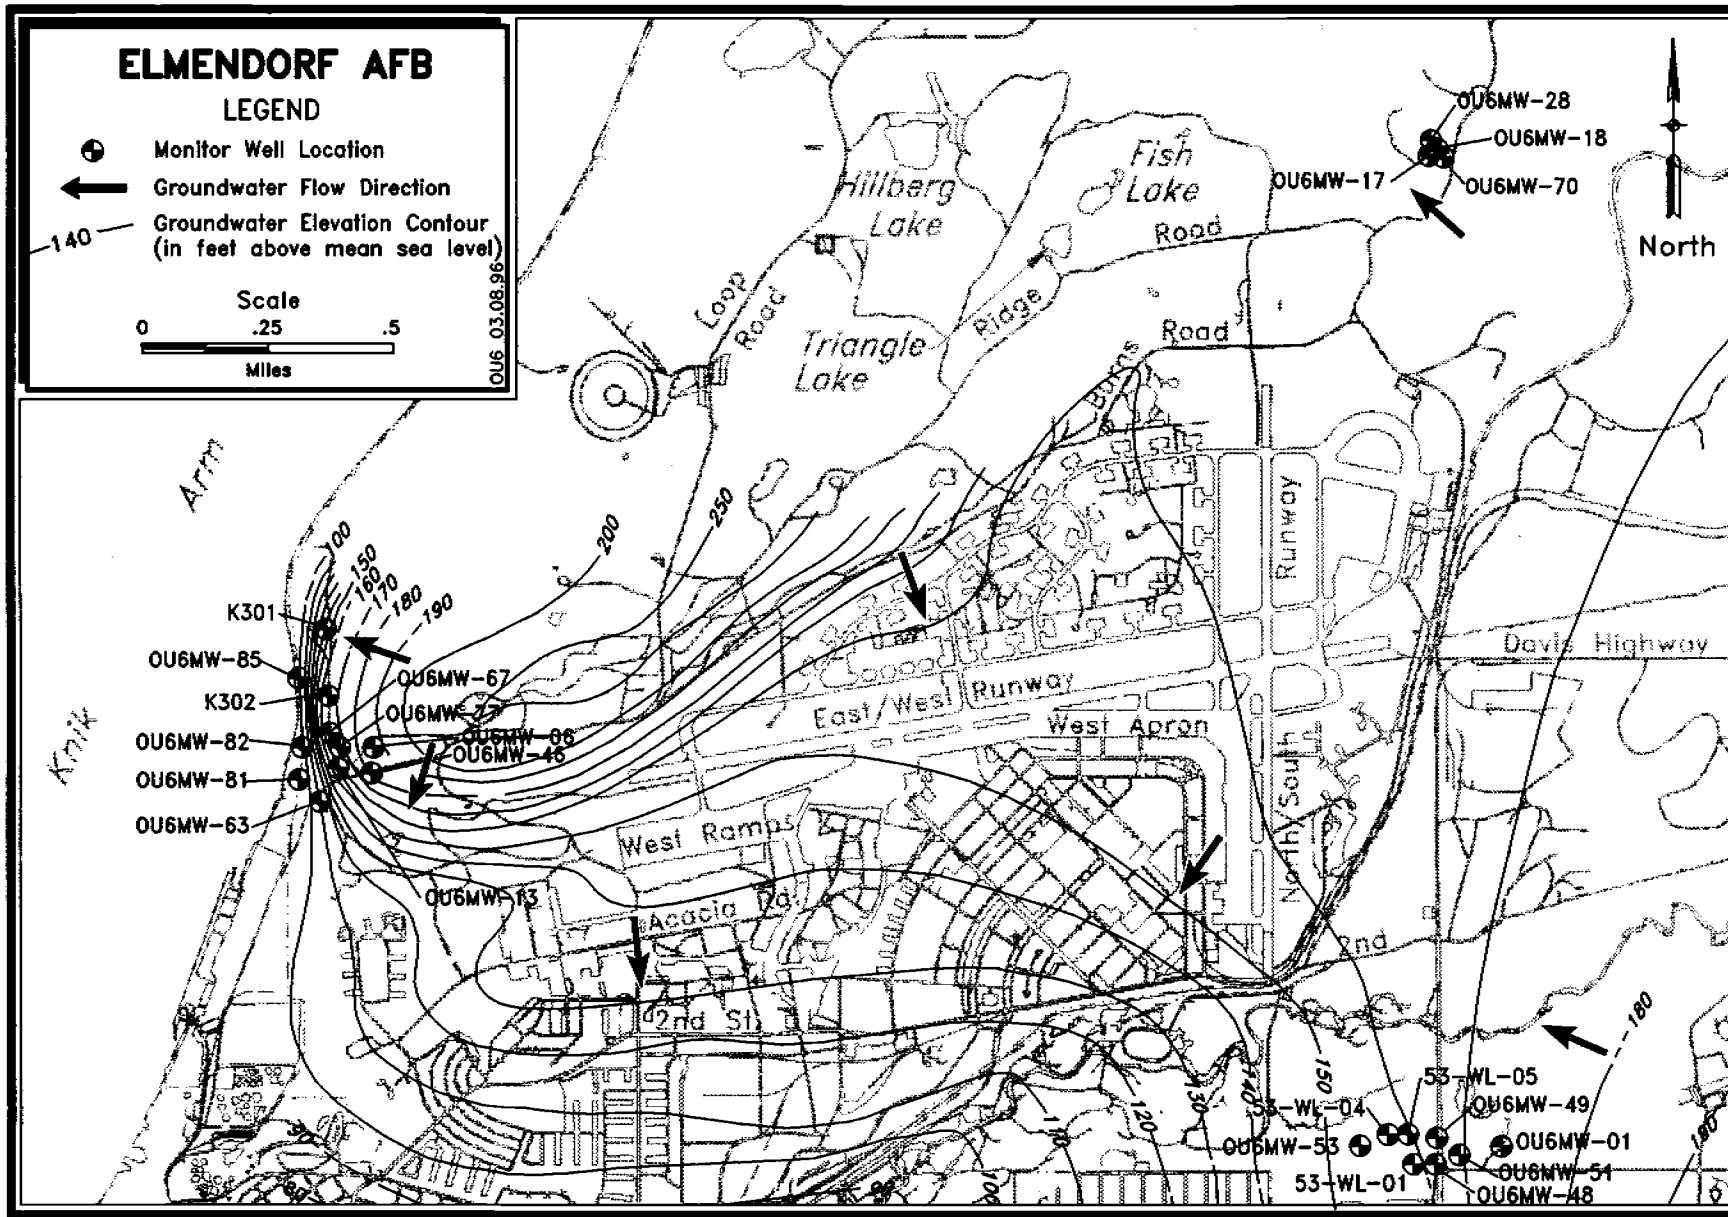 ELMENDORF AFB
LEGEND
Monitor Well Location
Groundwater Flow Direction
140
Groundwater Elevation Contour
(in feet above mean sea level)
Scale
0 .25 .5
Miles
OU6 03.08.96
North
OU6MW-28
OU6MW-18
OU6MW-17
OU6MW-70
Fish
Lake
Hillberg
Lake
Ridge Road
Loop
Road
Triangle
Lake
Burns Road
Knik Arm
200
250
100
150
160
170
180
190
K301
OU6MW-85
K302
OU6MW-67
OU6MW-77
OU6MW-82
OU6MW-46
OU6MW-81
OU6MW-63
OU6MW-13
Runway
Davis Highway
East/West Runway
West Apron
North/South
West Ramps
Acacia Rd.
2nd
2nd St.
180
53-WL-05
53-WL-04
OU6MW-49
OU6MW-53
OU6MW-01
OU6MW-51
53-WL-01
OU6MW-48
100
110
120
130
140
150